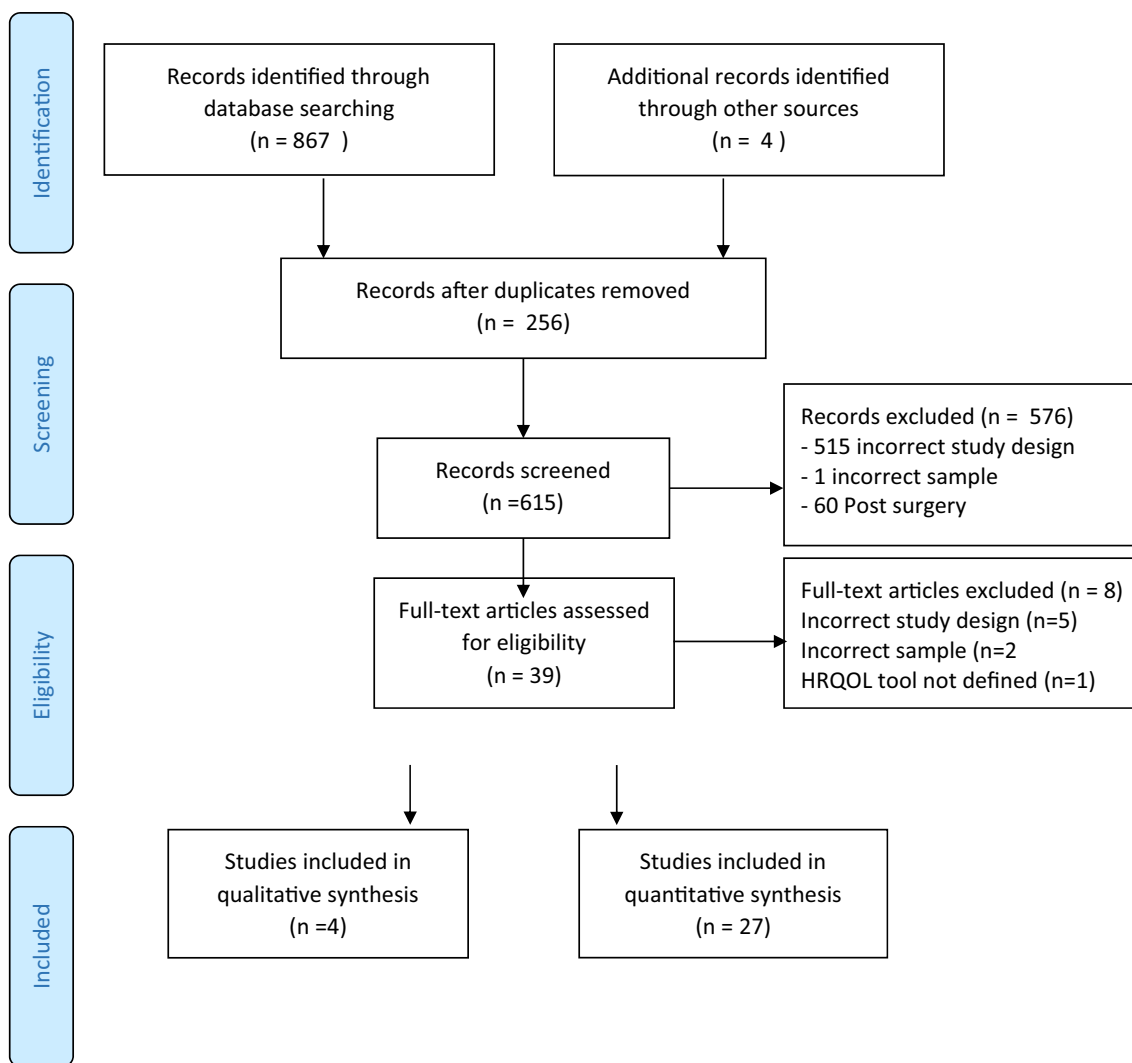 Identification
Records identified through
database searching
(n = 867 )
Additional records identified
through other sources
(n = 4 )
Screening
Records after duplicates removed
(n = 256)
Records screened
(n =615)
Records excluded (n = 576)
- 515 incorrect study design
- 1 incorrect sample
- 60 Post surgery
Eligibility
Full-text articles assessed
for eligibility
(n = 39)
Full-text articles excluded (n = 8)
Incorrect study design (n=5)
Incorrect sample (n=2
HRQOL tool not defined (n=1)
Included
Studies included in
qualitative synthesis
(n =4)
Studies included in
quantitative synthesis
(n = 27)